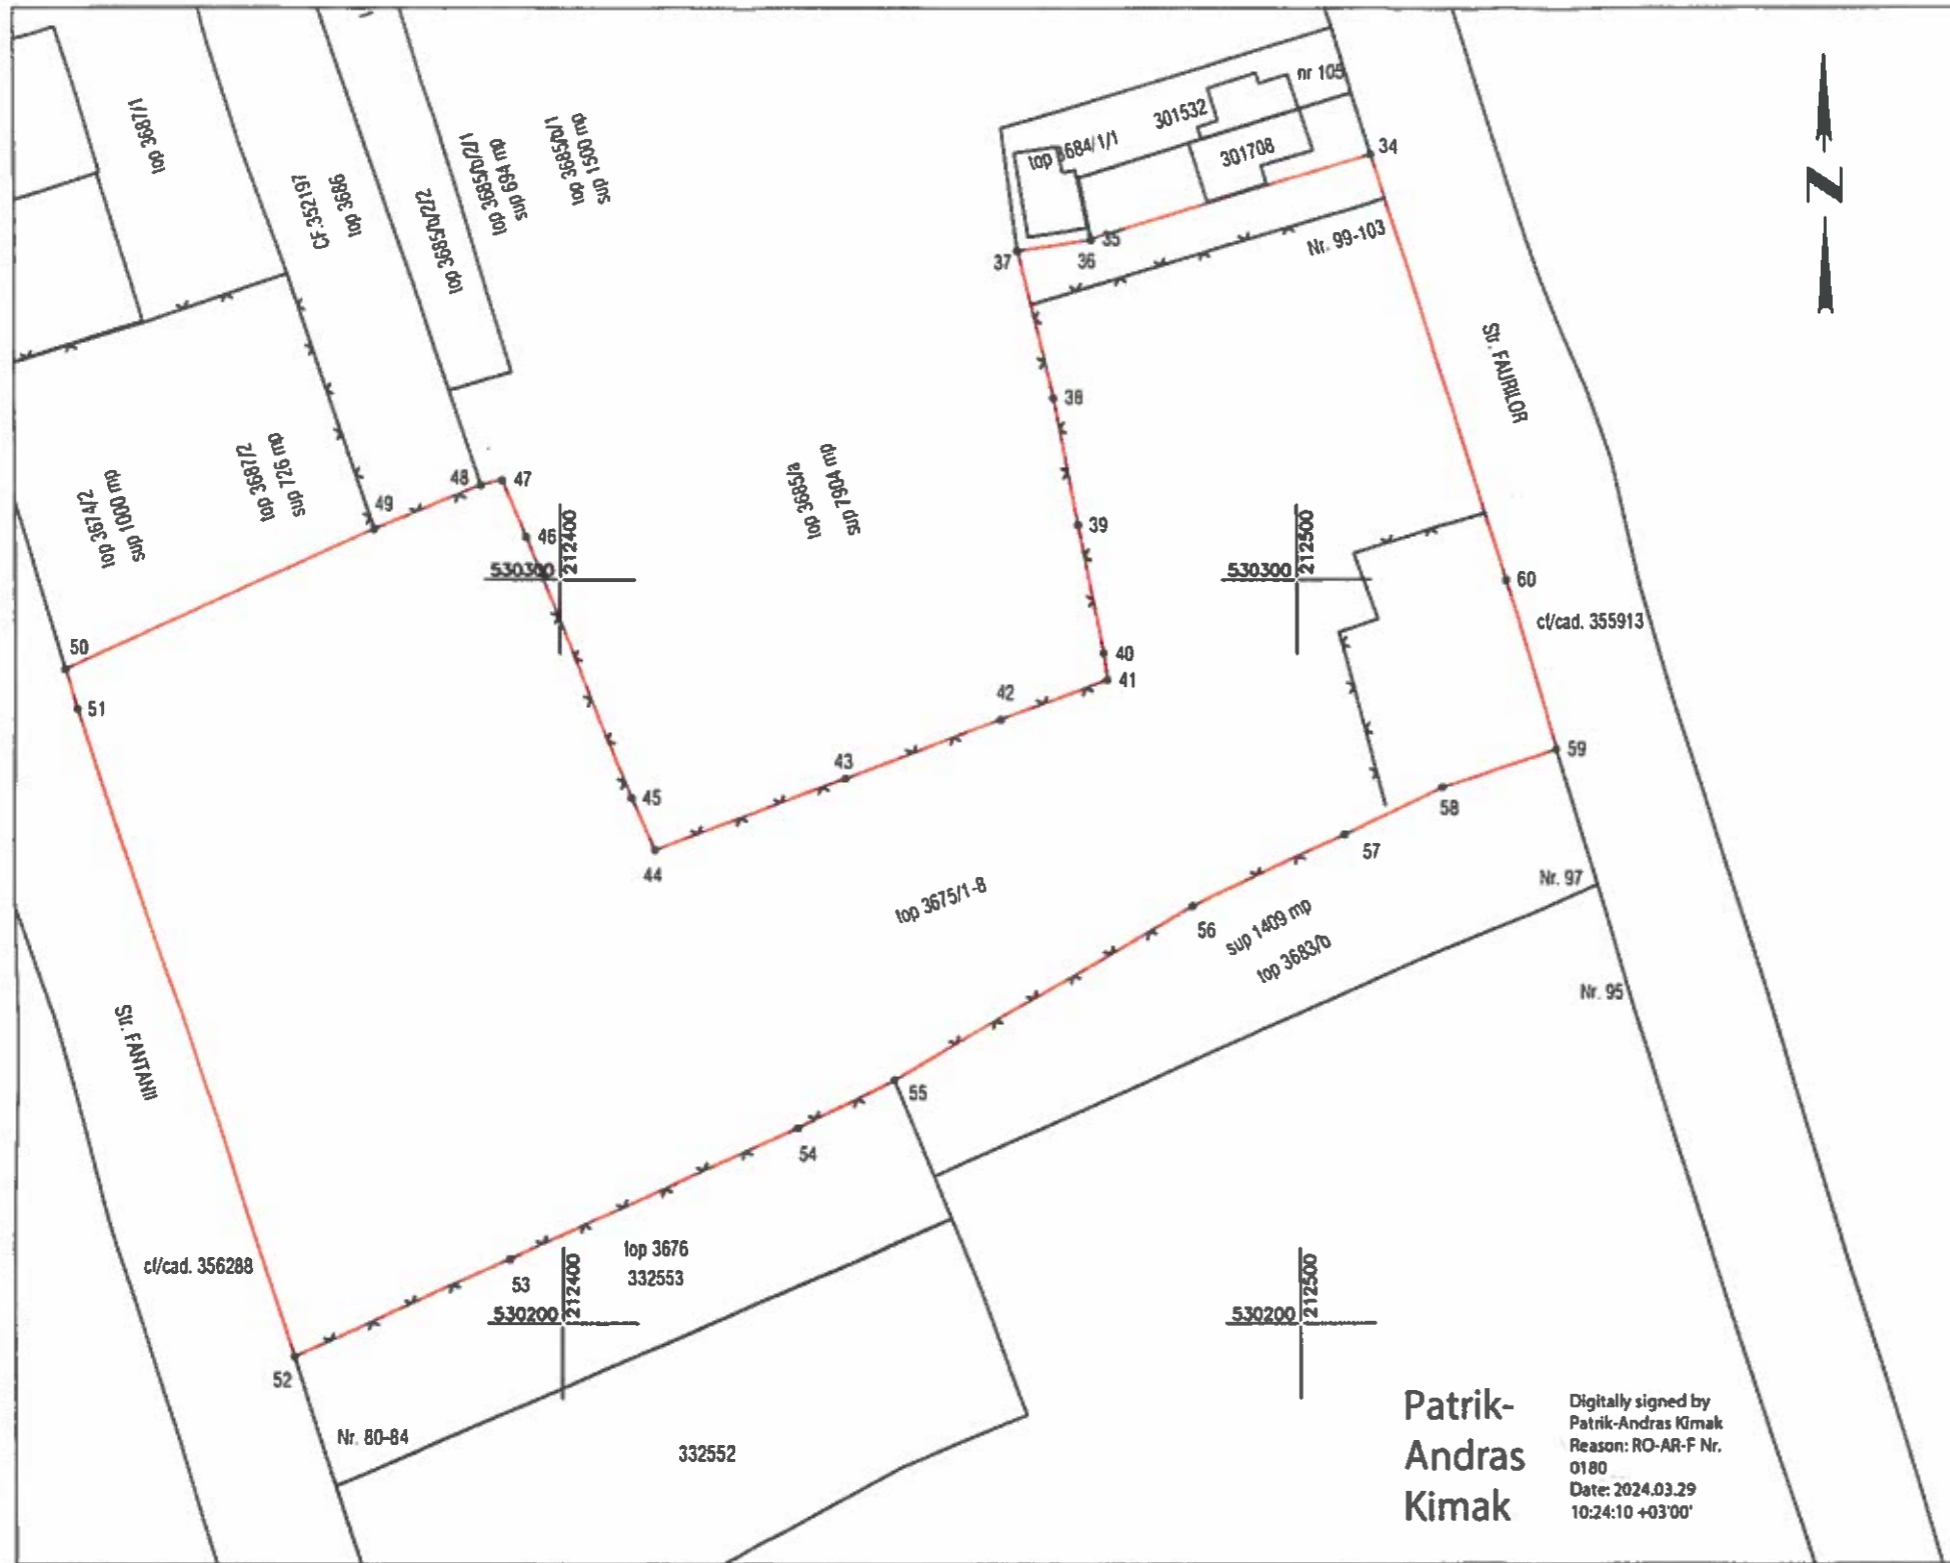 top 3687/1
CF.352197
top 3686
top 3685/b/2/2
top 3685/b/2/1
sup 694 mp
top 3685/b/1
sup 1500 mp
nr 105
301532
top 3684/1/1
301708
34
35
36
37
Nr. 99-103
N
Str. FAURILOR
38
39
40
41
42
43
44
45
46
47
48
49
50
51
top 3674/2
sup 1000 mp
top 3687/2
sup 726 mp
top 3685/a
sup 7904 mp
530300
212400
530300
212500
60
cf/cad. 355913
59
58
57
56
Nr. 97
sup 1409 mp
top 3683/b
Nr. 95
top 3675/1-8
Str. FANTANII
55
54
53
52
cf/cad. 356288
top 3676
332553
530200
212400
530200
212500
Nr. 80-84
332552
Patrik-
Andras
Kimak
Digitally signed by
Patrik-Andras Kimak
Reason: RO-AR-F Nr.
0180
Date: 2024.03.29
10:24:10 +03'00'